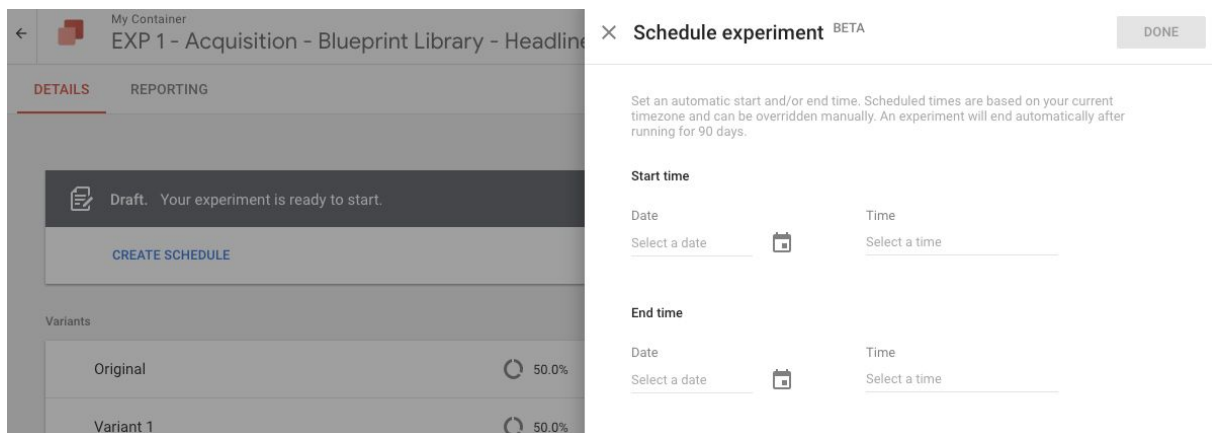 My Container
EXP 1 - Acquisition - Blueprint Library - Headline
DETAILS REPORTING
Draft. Your experiment is ready to start.
CREATE SCHEDULE
Variants
Original 50.0%
Variant 1 50.0%
Schedule experiment BETA
DONE
Set an automatic start and/or end time. Scheduled times are based on your current
timezone and can be overridden manually. An experiment will end automatically after
running for 90 days.
Start time
Date Time
Select a date Select a time
End time
Date Time
Select a date Select a time